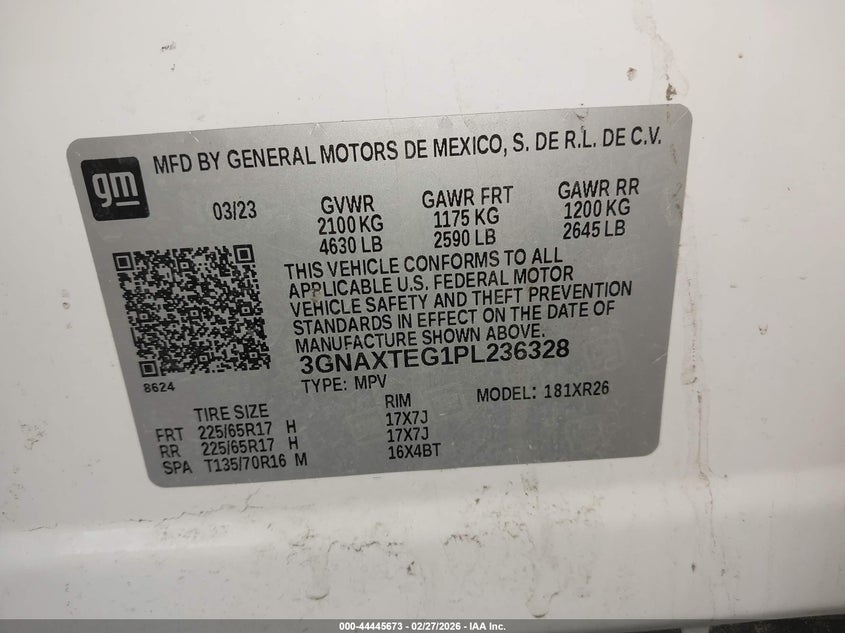 gm
MFD BY GENERAL MOTORS DE MEXICO, S. DE R.L. DE C.V.
03/23 GVWR GAWR FRT GAWR RR
2100 KG 1175 KG 1200 KG
4630 LB 2590 LB 2645 LB
THIS VEHICLE CONFORMS TO ALL
APPLICABLE U.S. FEDERAL MOTOR
VEHICLE SAFETY AND THEFT PREVENTION
STANDARDS IN EFFECT ON THE DATE OF
MANUFACTURE SHOWN ABOVE.
3GNAXTEG1PL236328
8624
TYPE: MPV MODEL: 181XR26
TIRE SIZE RIM
FRT 225/65R17 H 17X7J
RR 225/65R17 H 17X7J
SPA T135/70R16 M 16X4BT
000-44445673 - 02/27/2026 - IAA Inc.